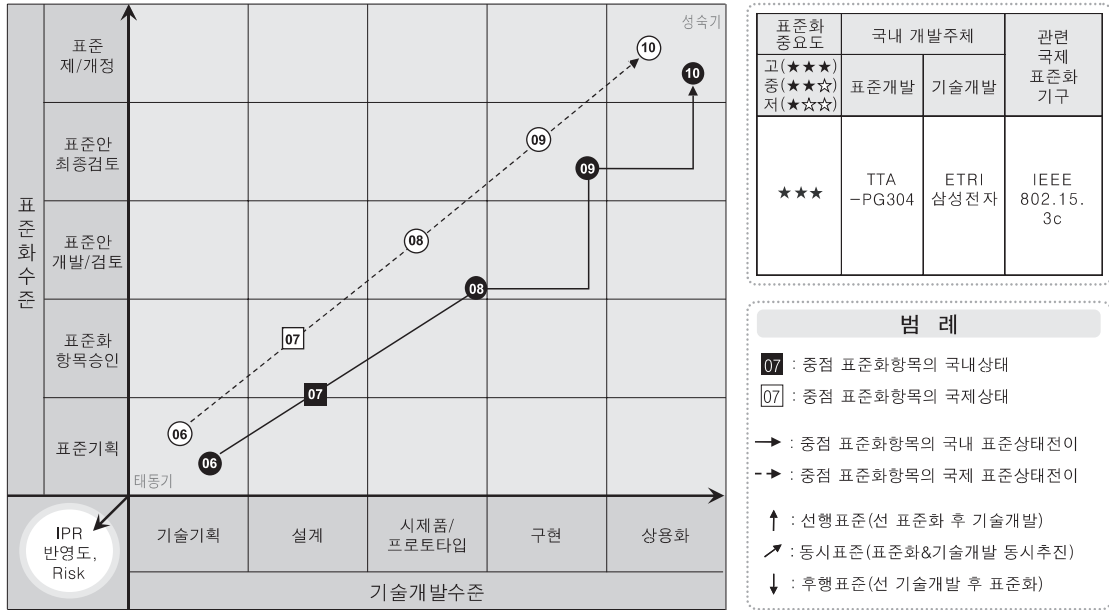 표준화수준
표준
제/개정
표준안
최종검토
표준안
개발/검토
표준화
항목승인
표준기획
성숙기
10
10
09
09
08
08
07
07
06
06
태동기
IPR
반영도,
Risk
기술기획
설계
시제품/
프로토타입
구현
상용화
기술개발수준
표준화
중요도
고(★★★)
중(★★☆)
저(★☆☆)
국내 개발주체
표준개발
기술개발
관련
국제
표준화
기구
★★★
TTA
-PG304
ETRI
삼성전자
IEEE
802.15.
3c
범 례
07 : 중점 표준화항목의 국내상태
07 : 중점 표준화항목의 국제상태
→ : 중점 표준화항목의 국내 표준상태전이
⇢ : 중점 표준화항목의 국제 표준상태전이
↑ : 선행표준(선 표준화 후 기술개발)
↗ : 동시표준(표준화&기술개발 동시추진)
↓ : 후행표준(선 기술개발 후 표준화)